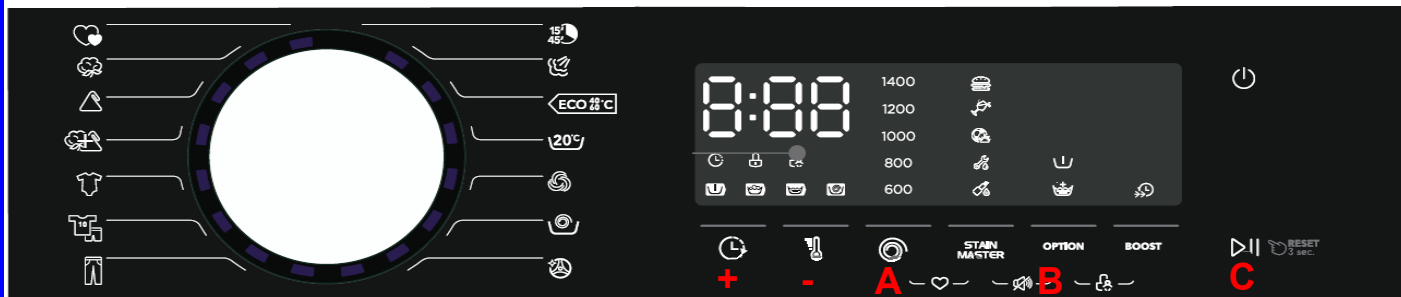 15'
45'
ECO 40 60 °C
20°C
10
8:88
1400
1200
1000
800
600
STAIN
MASTER
OPTION
BOOST
RESET
3 sec.
+
-
A
B
C